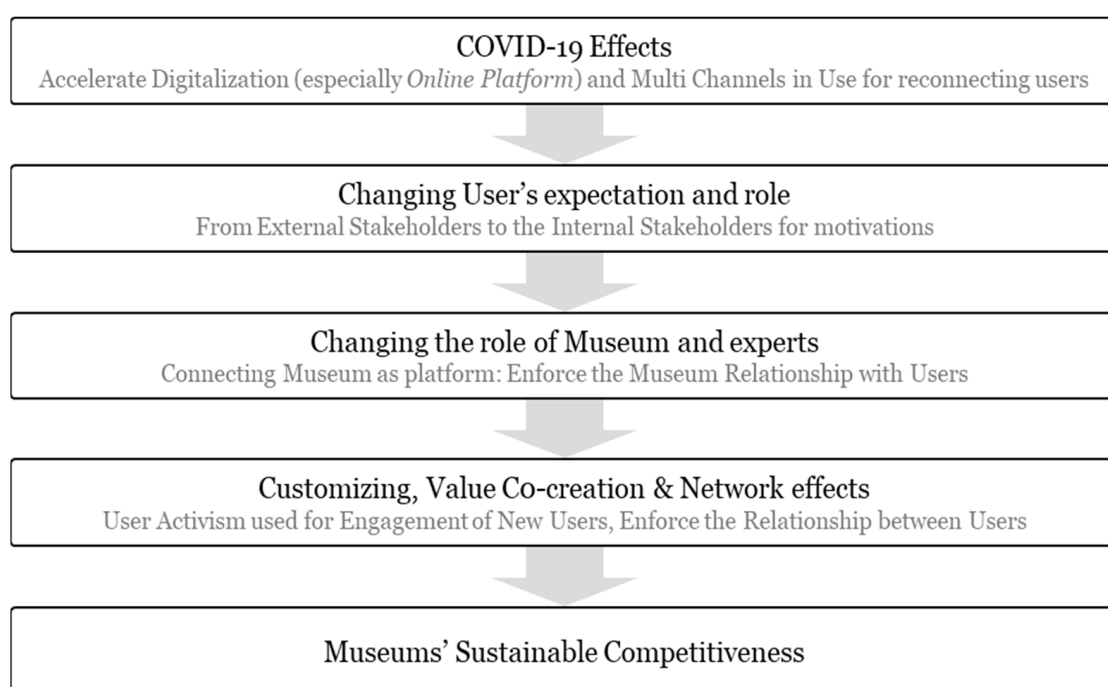 COVID-19 Effects
Accelerate Digitalization (especially Online Platform) and Multi Channels in Use for reconnecting users
Changing User’s expectation and role
From External Stakeholders to the Internal Stakeholders for motivations
Changing the role of Museum and experts
Connecting Museum as platform: Enforce the Museum Relationship with Users
Customizing, Value Co-creation & Network effects
User Activism used for Engagement of New Users, Enforce the Relationship between Users
Museums’ Sustainable Competitiveness